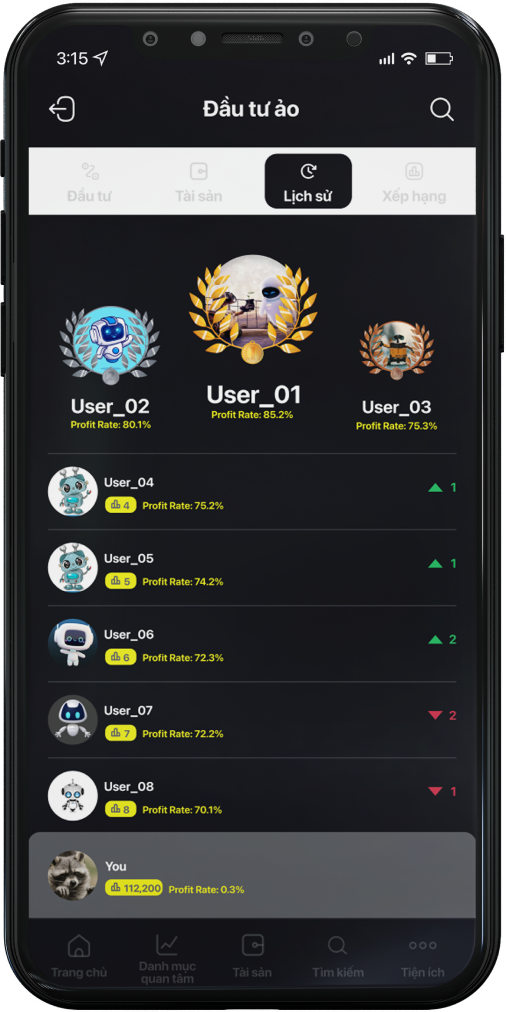 3:15
Đầu tư ảo
Đầu tư
Tài sản
Lịch sử
Xếp hạng
User_02
Profit Rate: 80.1%
User_01
Profit Rate: 85.2%
User_03
Profit Rate: 75.3%
User_04
4 Profit Rate: 75.2%
1
User_05
5 Profit Rate: 74.2%
1
User_06
6 Profit Rate: 72.3%
2
User_07
7 Profit Rate: 72.2%
2
User_08
8 Profit Rate: 70.1%
1
You
112,200 Profit Rate: 0.3%
Trang chủ
Danh mục
quan tâm
Tài sản
Tìm kiếm
Tiện ích